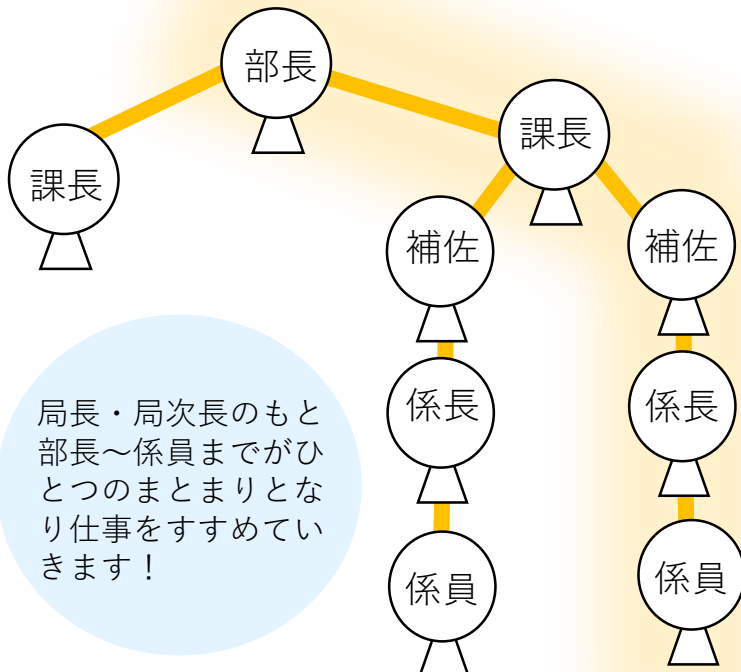 部長
課長
課長
補佐
補佐
係長
係長
係員
係員
局長・局次長のもと
部長～係員までがひ
とつのまとまりとな
り仕事をすすめてい
きます！